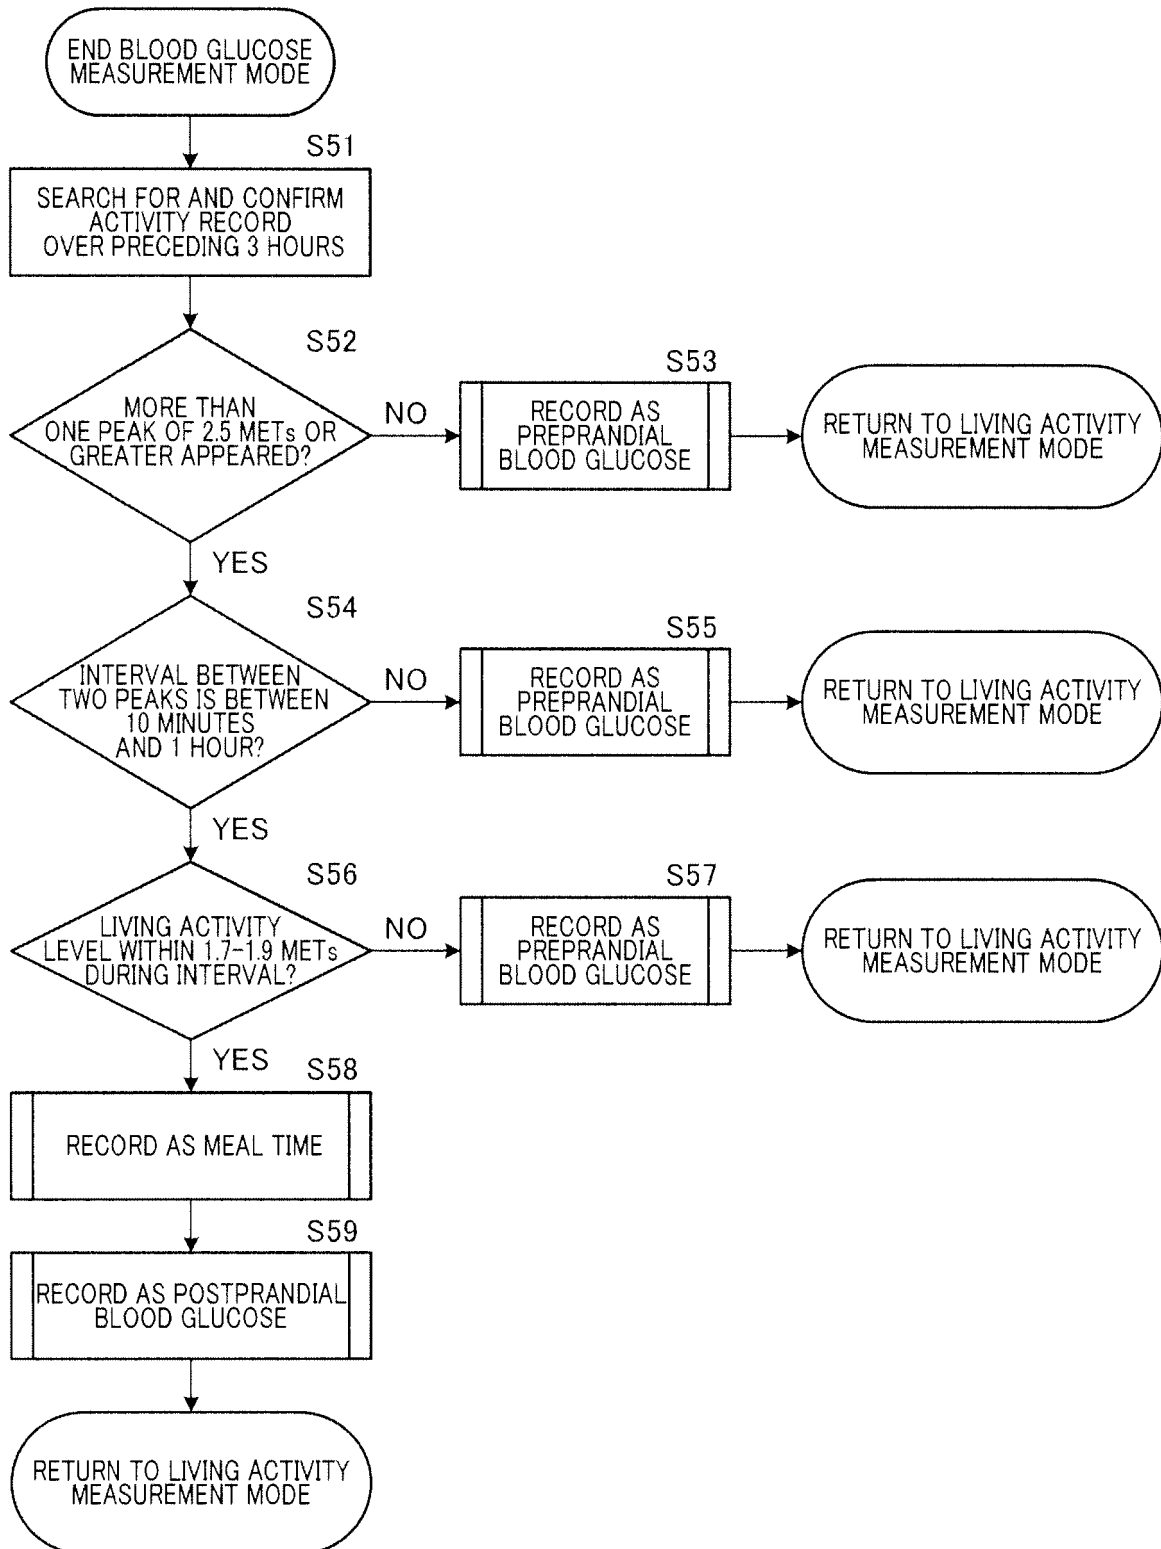 END BLOOD GLUCOSE
MEASUREMENT MODE
S51
SEARCH FOR AND CONFIRM
ACTIVITY RECORD
OVER PRECEDING 3 HOURS
S52
MORE THAN
ONE PEAK OF 2.5 METs OR
GREATER APPEARED?
NO
S53
RECORD AS
PREPRANDIAL
BLOOD GLUCOSE
RETURN TO LIVING ACTIVITY
MEASUREMENT MODE
YES
S54
INTERVAL BETWEEN
TWO PEAKS IS BETWEEN
10 MINUTES
AND 1 HOUR?
NO
S55
RECORD AS
PREPRANDIAL
BLOOD GLUCOSE
RETURN TO LIVING ACTIVITY
MEASUREMENT MODE
YES
S56
LIVING ACTIVITY
LEVEL WITHIN 1.7-1.9 METs
DURING INTERVAL?
NO
S57
RECORD AS
PREPRANDIAL
BLOOD GLUCOSE
RETURN TO LIVING ACTIVITY
MEASUREMENT MODE
YES
S58
RECORD AS MEAL TIME
S59
RECORD AS POSTPRANDIAL
BLOOD GLUCOSE
RETURN TO LIVING ACTIVITY
MEASUREMENT MODE